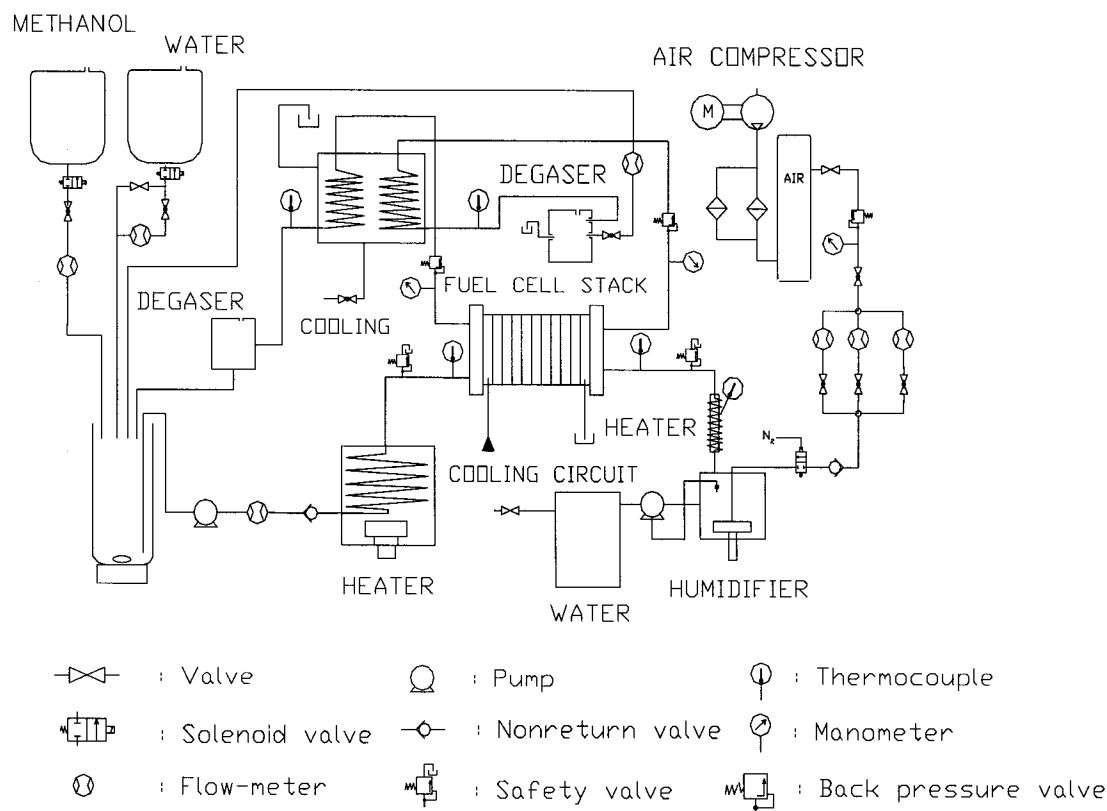 METHANOL
WATER
AIR COMPRESSOR
M
AIR
DEGASER
FUEL CELL STACK
DEGASER
COOLING
HEATER
N2
COOLING CIRCUIT
HEATER
WATER
HUMIDIFIER
: Valve
: Pump
: Thermocouple
: Solenoid valve
: Nonreturn valve
: Manometer
: Flow-meter
: Safety valve
: Back pressure valve